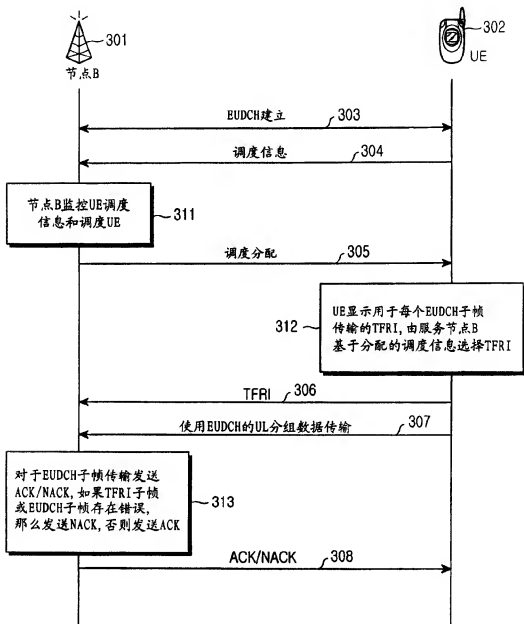 301
节点B
302
UE
EUDCH建立
303
调度信息
304
节点B监控UE调度
信息和调度UE
311
调度分配
305
UE显示用于每个EUDCH子帧
传输的TFRI,由服务节点B
基于分配的调度信息选择TFRI
312
TFRI
306
使用EUDCH的UL分组数据传输
307
对于EUDCH子帧传输发送
ACK/NACK,如果TFRI子帧
或EUDCH子帧存在错误,
那么发送NACK,否则发送ACK
313
ACK/NACK
308